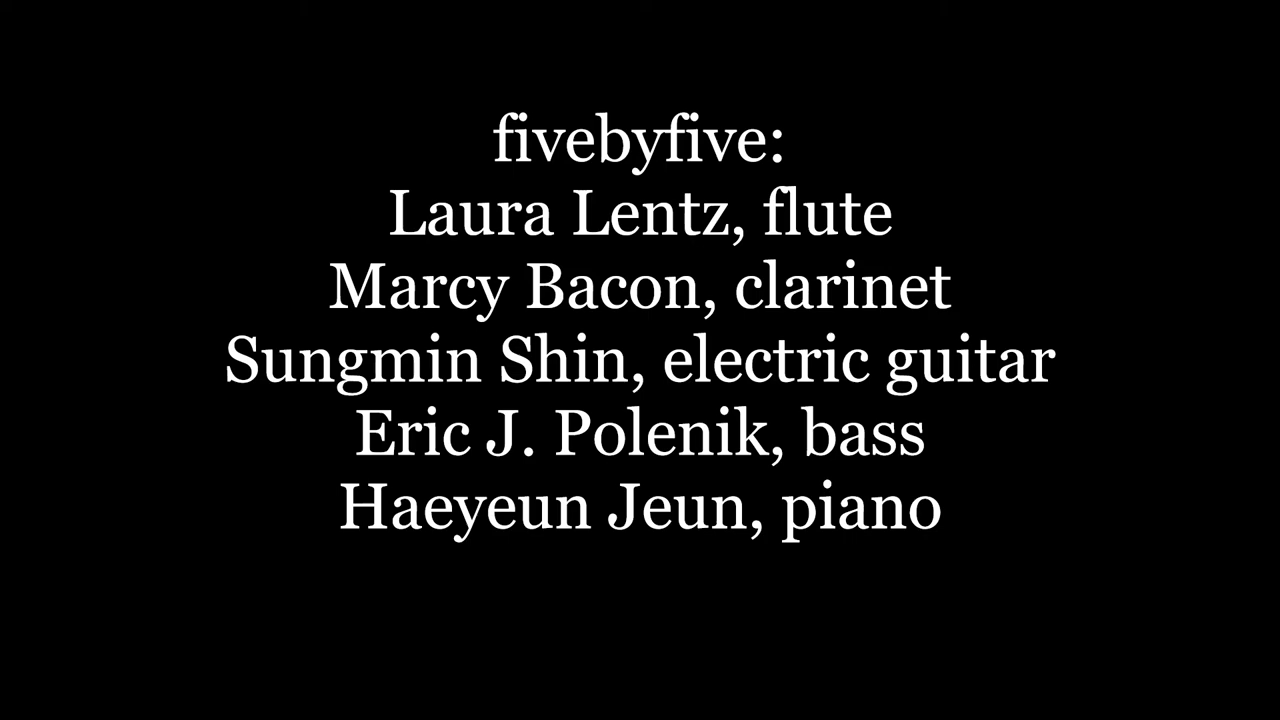 fivebyfive:
Laura Lentz, flute
Marcy Bacon, clarinet
Sungmin Shin, electric guitar
Eric J. Polenik, bass
Haeyeun Jeun, piano